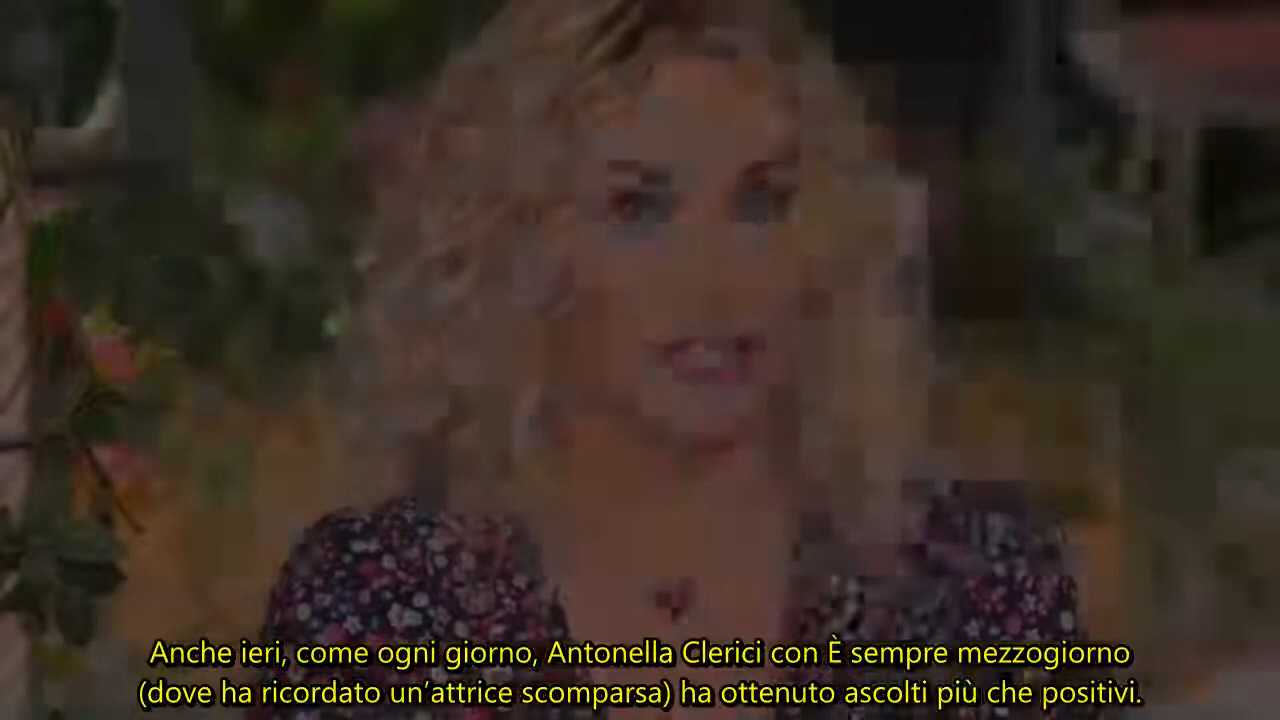 Anche ieri, come ogni giorno, Antonella Clerici con È sempre mezzogiorno
(dove ha ricordato un’attrice scomparsa) ha ottenuto ascolti più che positivi.